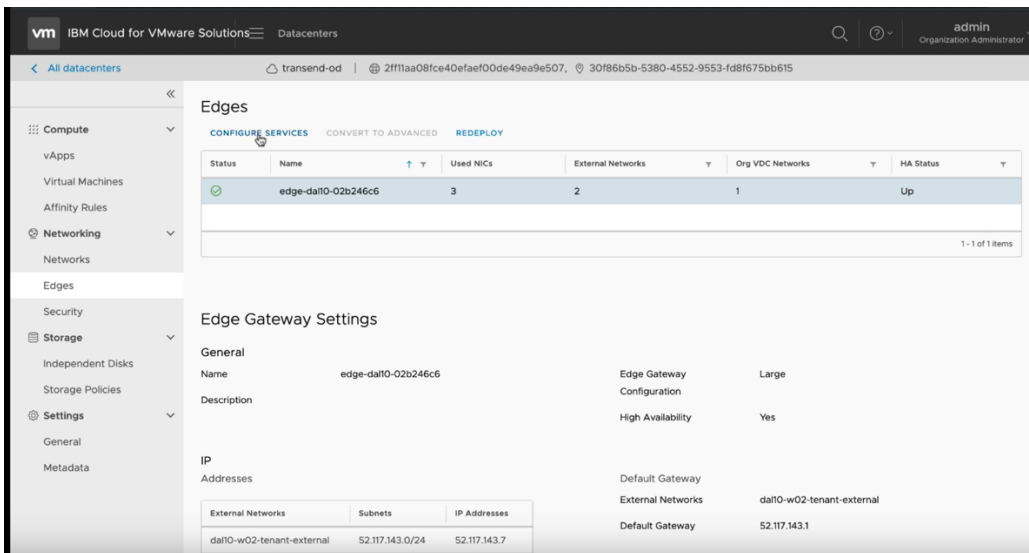 vm IBM Cloud for VMware Solutions Datacenters admin
Organization Administrator
All datacenters transend-od | 2ff11aa08fce40efaef00de49ea9e507, 30f86b5b-5380-4552-9553-fd8f675bb615
Compute
vApps
Virtual Machines
Affinity Rules
Networking
Networks
Edges
Security
Storage
Independent Disks
Storage Policies
Settings
General
Metadata
Edges
CONFIGURE SERVICES CONVERT TO ADVANCED REDEPLOY
Status Name Used NICs External Networks Org VDC Networks HA Status
edge-dal10-02b246c6 3 2 1 Up
1 - 1 of 1 items
Edge Gateway Settings
General
Name edge-dal10-02b246c6
Description
Edge Gateway Configuration Large
High Availability Yes
IP
Addresses
External Networks Subnets IP Addresses
dal10-w02-tenant-external 52.117.143.0/24 52.117.143.7
Default Gateway
External Networks dal10-w02-tenant-external
Default Gateway 52.117.143.1